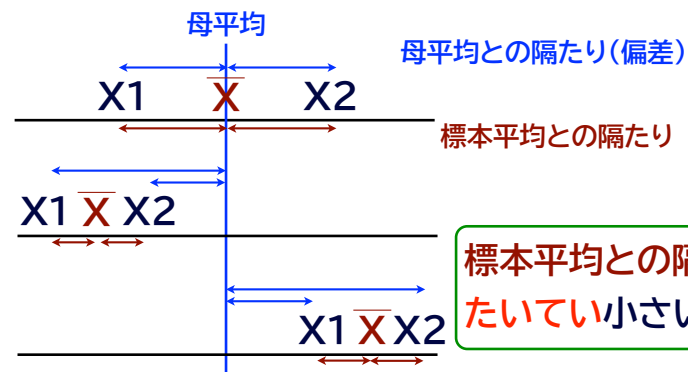 母平均
母平均との隔たり(偏差)
X1 X X2
標本平均との隔たり
X1 X X2
標本平均との隔
たいてい小さい
X1 X X2